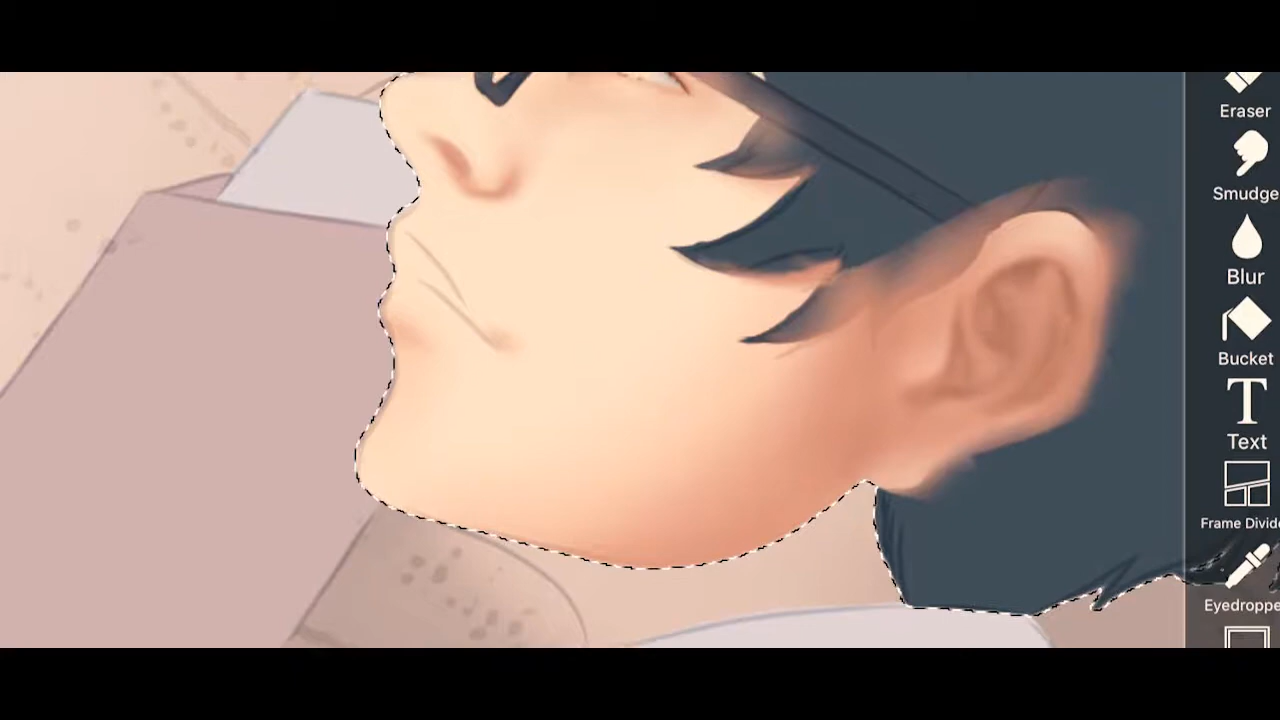 Eraser
Smudge
Blur
Bucket
Text
Frame Divide
Eyedroppe